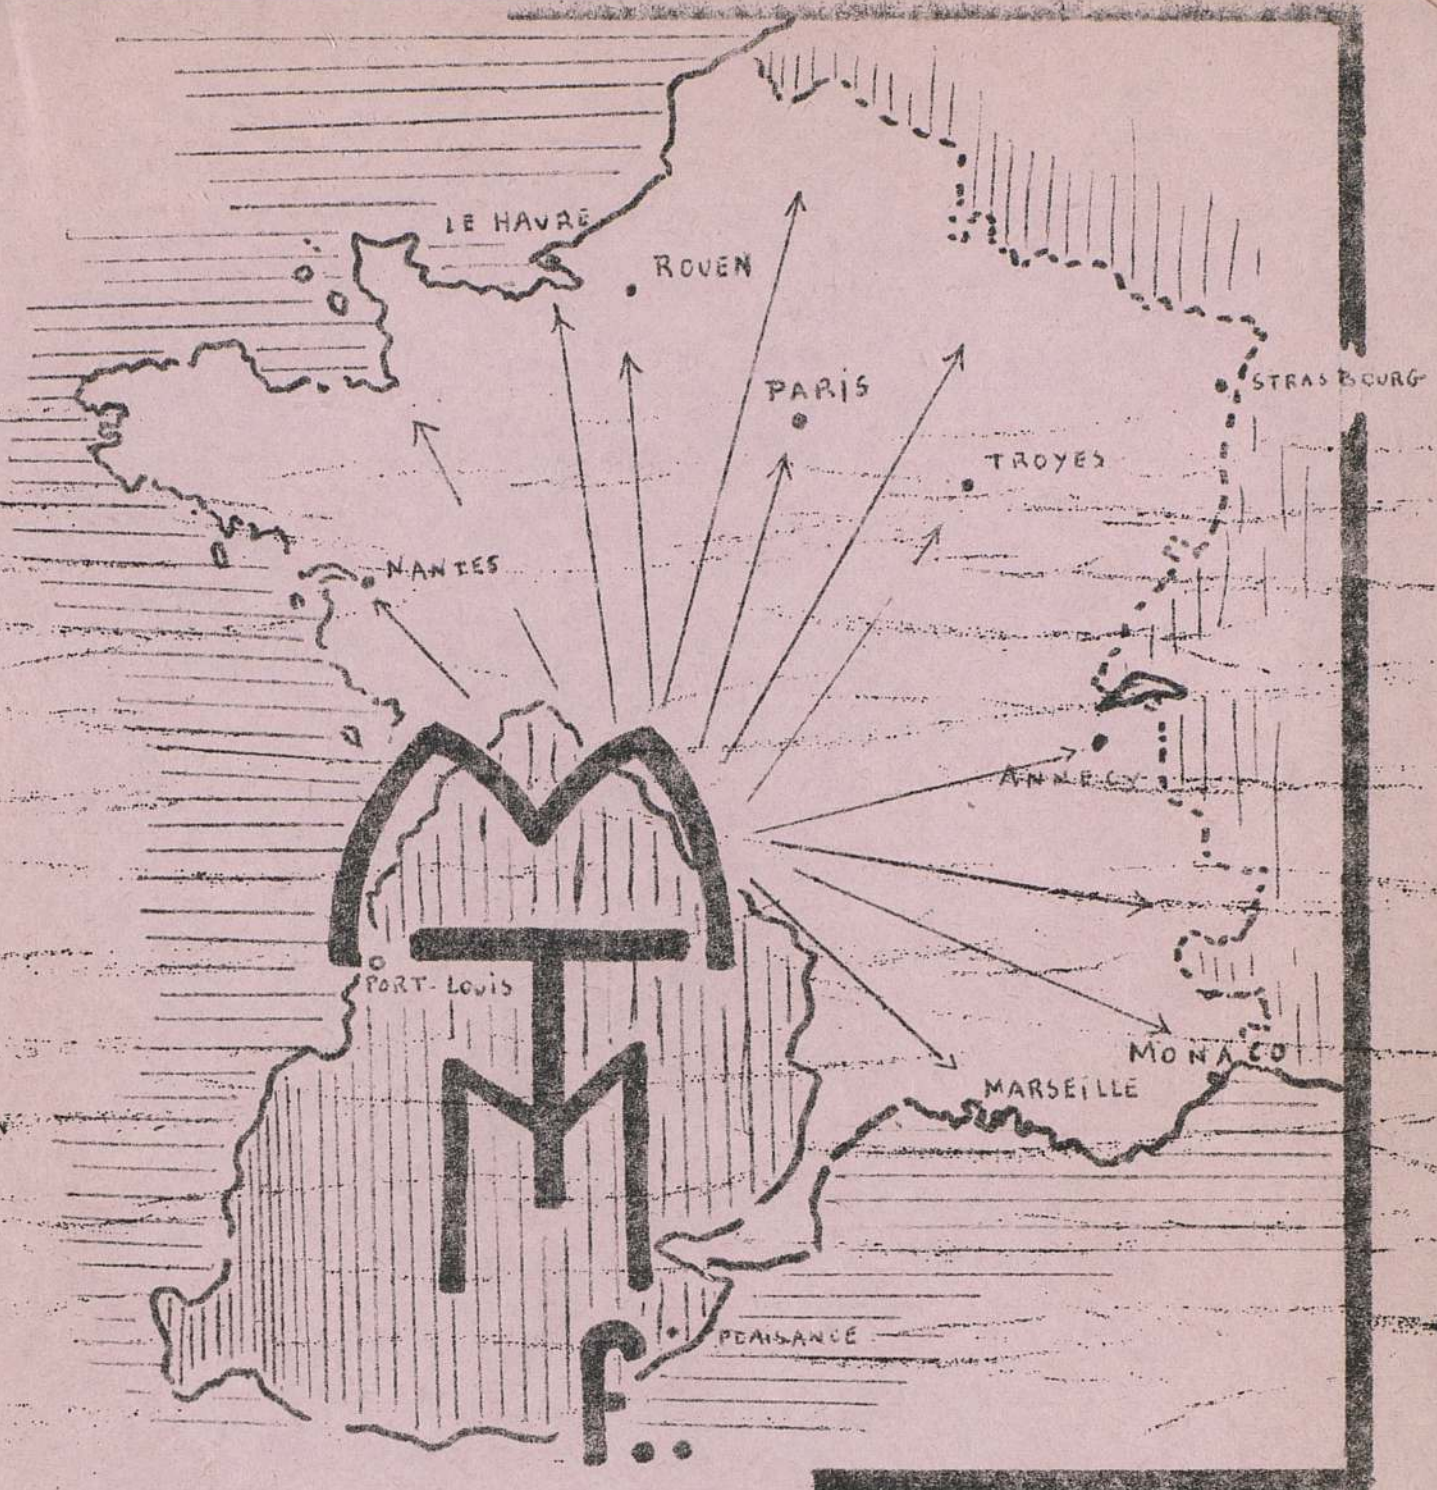 LE HAVRE
ROUEN
PARIS
STRASBOURG
TROYES
NANTES
ANNECY
PORT-LOUIS
MONACO
MARSEILLE
PLAISANCE
M
T
M
F..